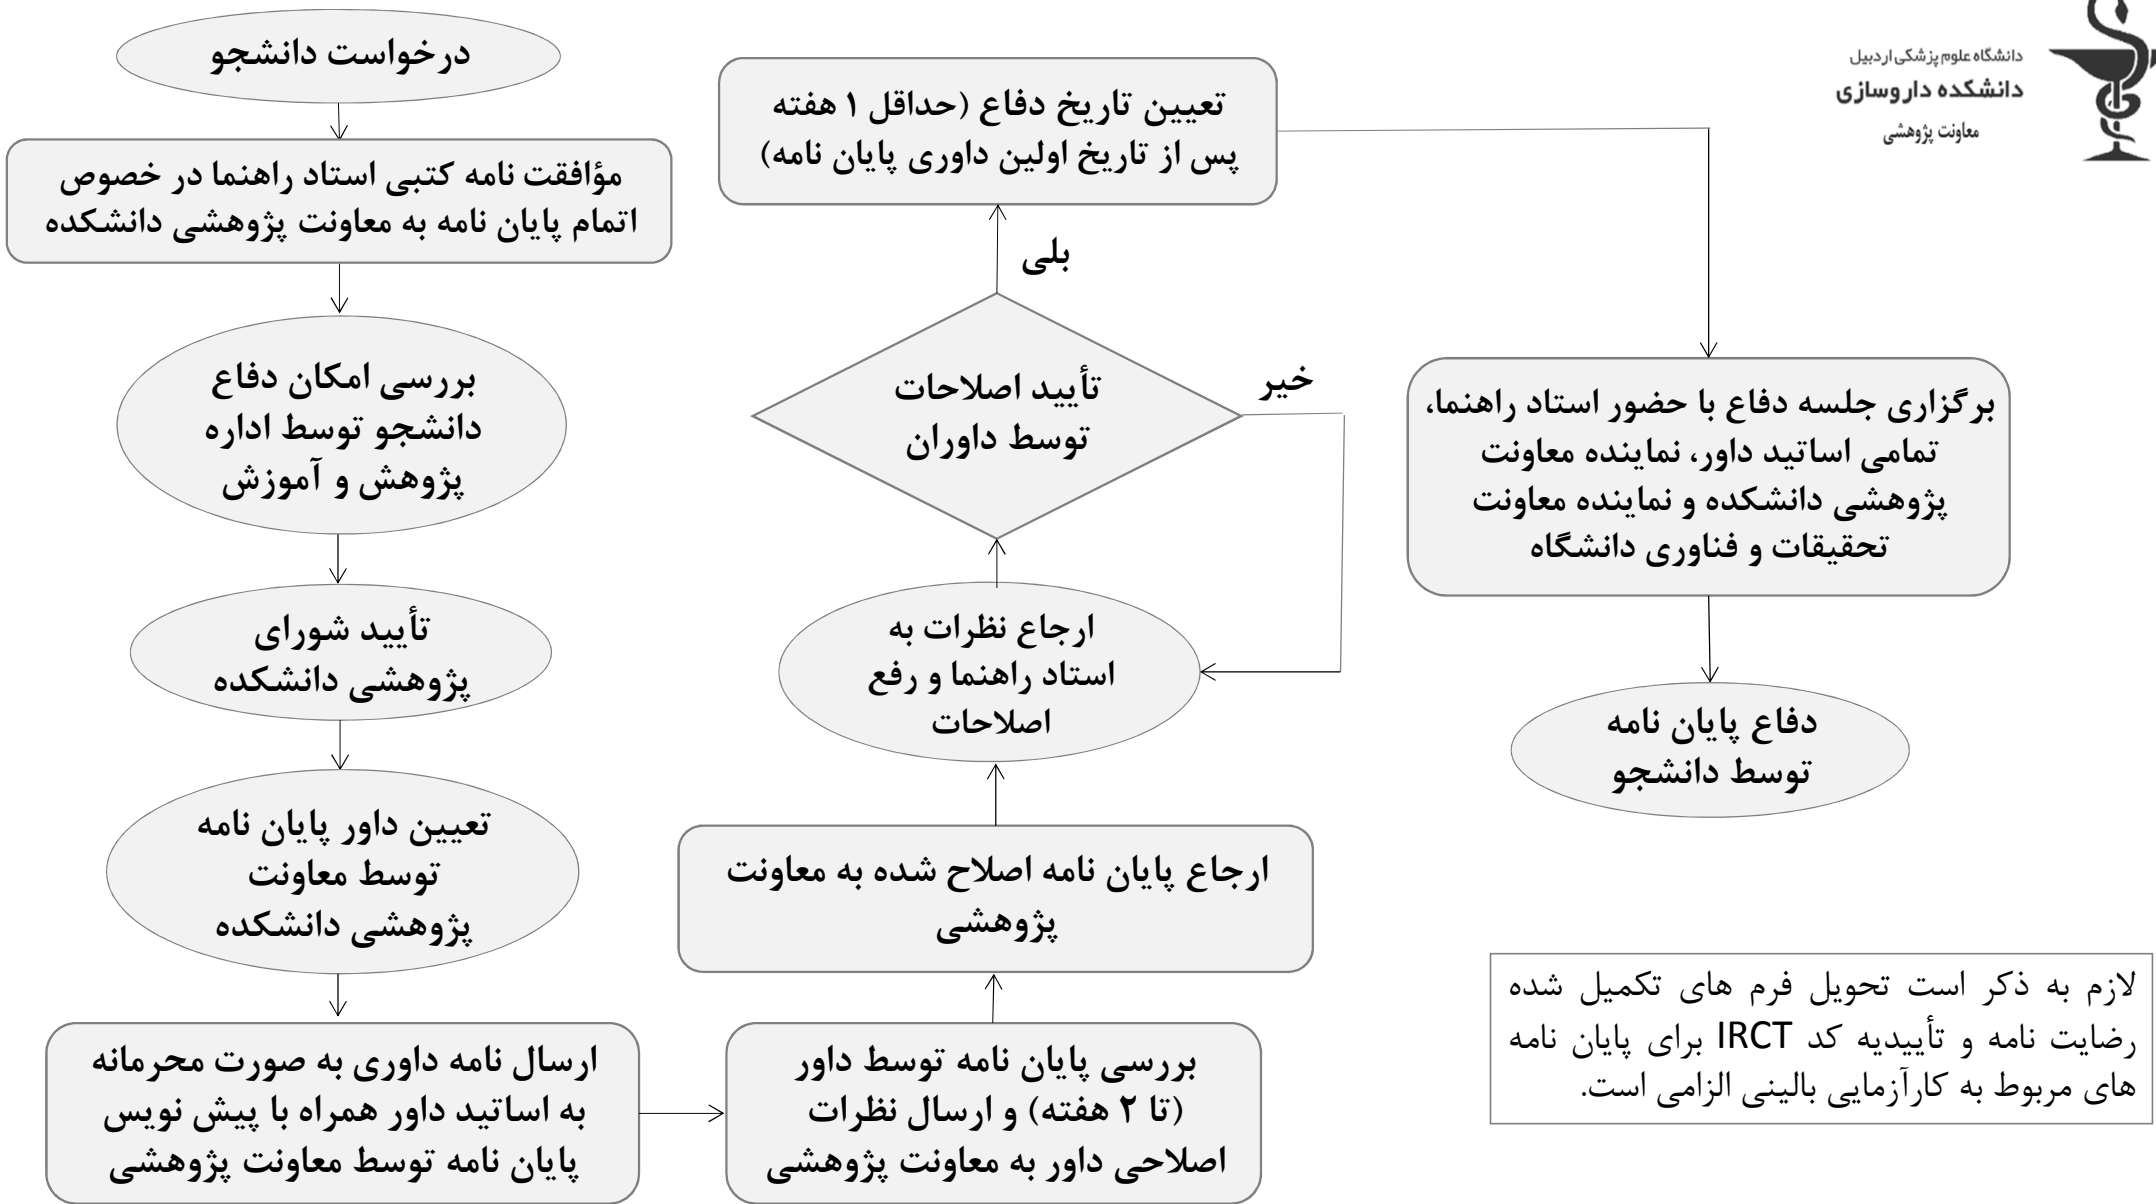 درخواست دانشجو
مؤافقت نامه کتبی استاد راهنما در خصوص
اتمام پایان نامه به معاونت پژوهشی دانشکده
بررسی امکان دفاع
دانشجو توسط اداره
پژوهش و آموزش
تأیید شورای
پژوهشی دانشکده
تعیین داور پایان نامه
توسط معاونت
پژوهشی دانشکده
ارسال نامه داوری به صورت محرمانه
به اساتید داور همراه با پیش نویس
پایان نامه توسط معاونت پژوهشی
بررسی پایان نامه توسط داور
(تا ۲ هفته) و ارسال نظرات
اصلاحی داور به معاونت پژوهشی
ارجاع پایان نامه اصلاح شده به معاونت
پژوهشی
ارجاع نظرات به
استاد راهنما و رفع
اصلاحات
تأیید اصلاحات
توسط داوران
خیر
بلی
تعیین تاریخ دفاع (حداقل ۱ هفته
پس از تاریخ اولین داوری پایان نامه)
برگزاری جلسه دفاع با حضور استاد راهنما،
تمامی اساتید داور، نماینده معاونت
پژوهشی دانشکده و نماینده معاونت
تحقیقات و فناوری دانشگاه
دفاع پایان نامه
توسط دانشجو
دانشگاه علوم پزشکی اردبیل
دانشکده داروسازی
معاونت پژوهشی
لازم به ذکر است تحویل فرم های تکمیل شده
رضایت نامه و تأییدیه کد IRCT برای پایان نامه
های مربوط به کارآزمایی بالینی الزامی است.